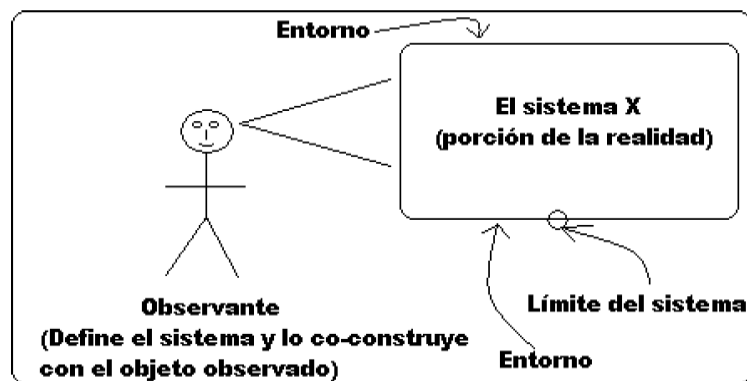 Entorno
El sistema X
(porción de la realidad)
Observante
(Define el sistema y lo co-construye
con el objeto observado)
Límite del sistema
Entorno